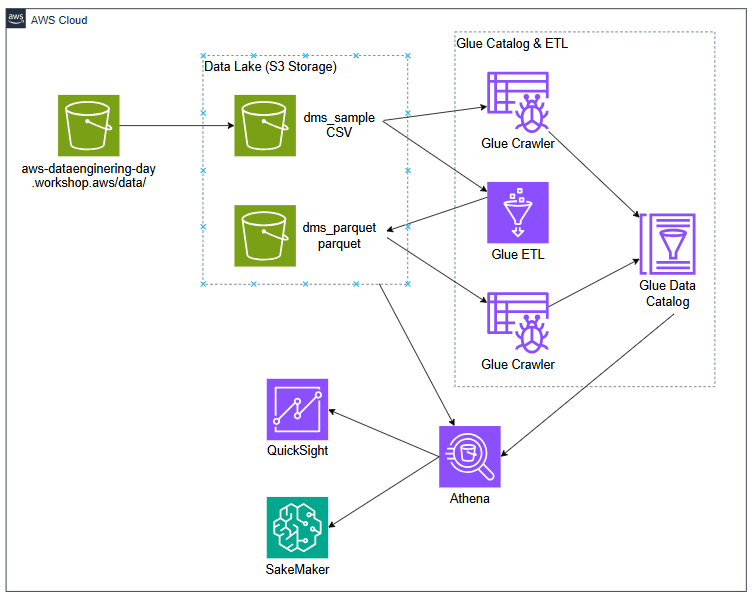 aws
AWS Cloud
Glue Catalog & ETL
Data Lake (S3 Storage)
dms_sample
CSV
Glue Crawler
aws-dataenginering-day
.workshop.aws/data/
dms_parquet
parquet
Glue ETL
Glue Data
Catalog
Glue Crawler
QuickSight
Athena
SakeMaker